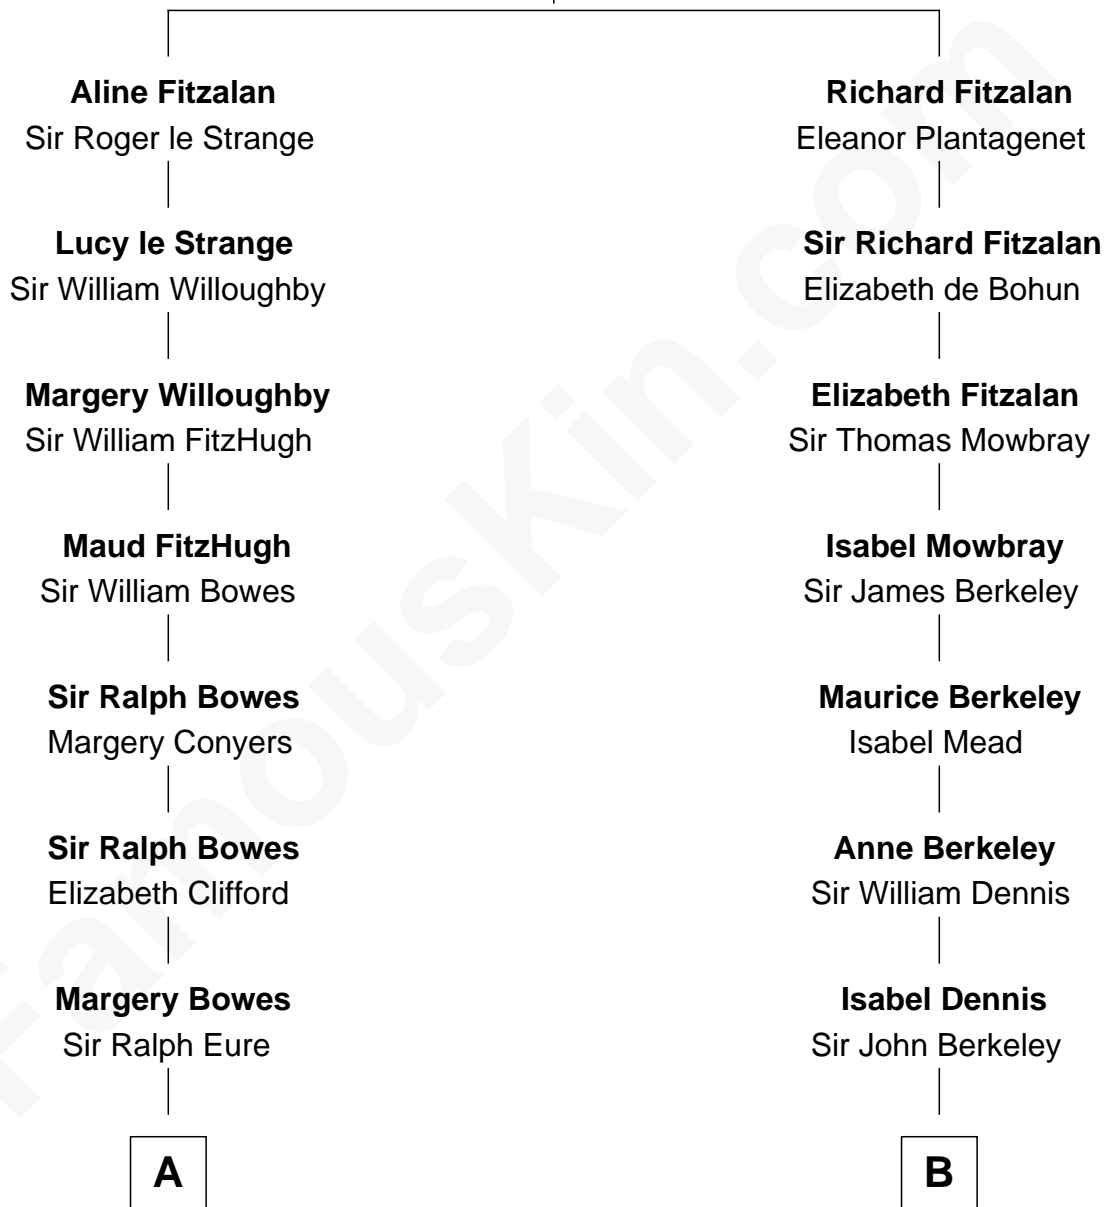 Aline Fitzalan
Sir Roger le Strange
Lucy le Strange
Sir William Willoughby
Margery Willoughby
Sir William FitzHugh
Maud FitzHugh
Sir William Bowes
Sir Ralph Bowes
Margery Conyers
Sir Ralph Bowes
Elizabeth Clifford
Margery Bowes
Sir Ralph Eure
A
Richard Fitzalan
Eleanor Plantagenet
Sir Richard Fitzalan
Elizabeth de Bohun
Elizabeth Fitzalan
Sir Thomas Mowbray
Isabel Mowbray
Sir James Berkeley
Maurice Berkeley
Isabel Mead
Anne Berkeley
Sir William Dennis
Isabel Dennis
Sir John Berkeley
B
FamousKin.com